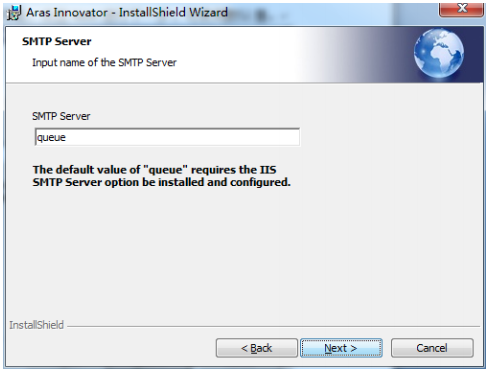 Aras Innovator - InstallShield Wizard
SMTP Server
Input name of the SMTP Server
SMTP Server
queue
The default value of "queue" requires the IIS
SMTP Server option be installed and configured.
InstallShield
< Back
Next >
Cancel